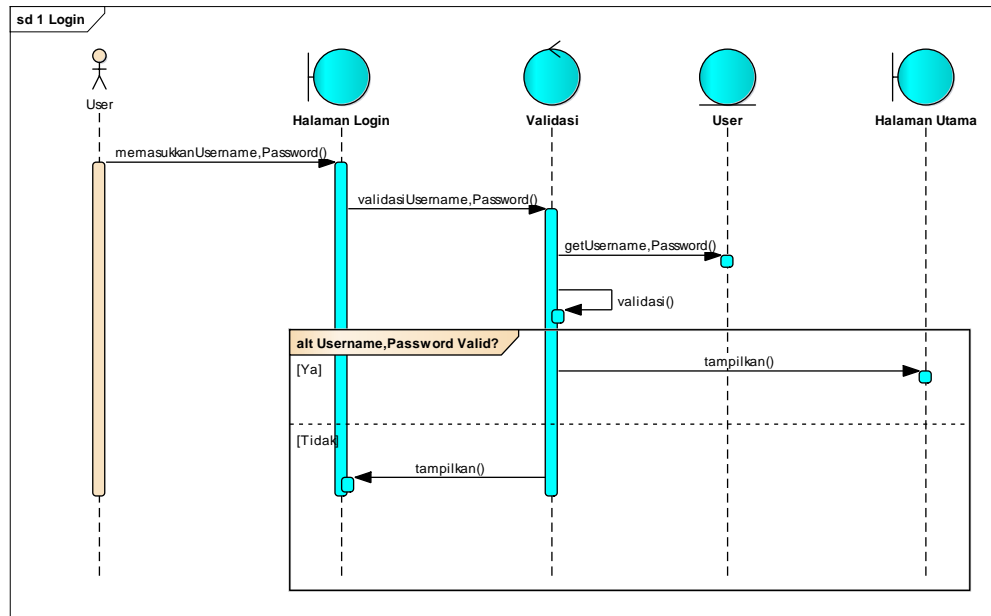 sd 1 Login
User
Halaman Login
Validasi
User
Halaman Utama
memasukkanUsername,Password()
validasiUsername,Password()
getUsername,Password()
validasi()
alt Username,Password Valid?
[Ya]
tampilkan()
[Tidak]
tampilkan()